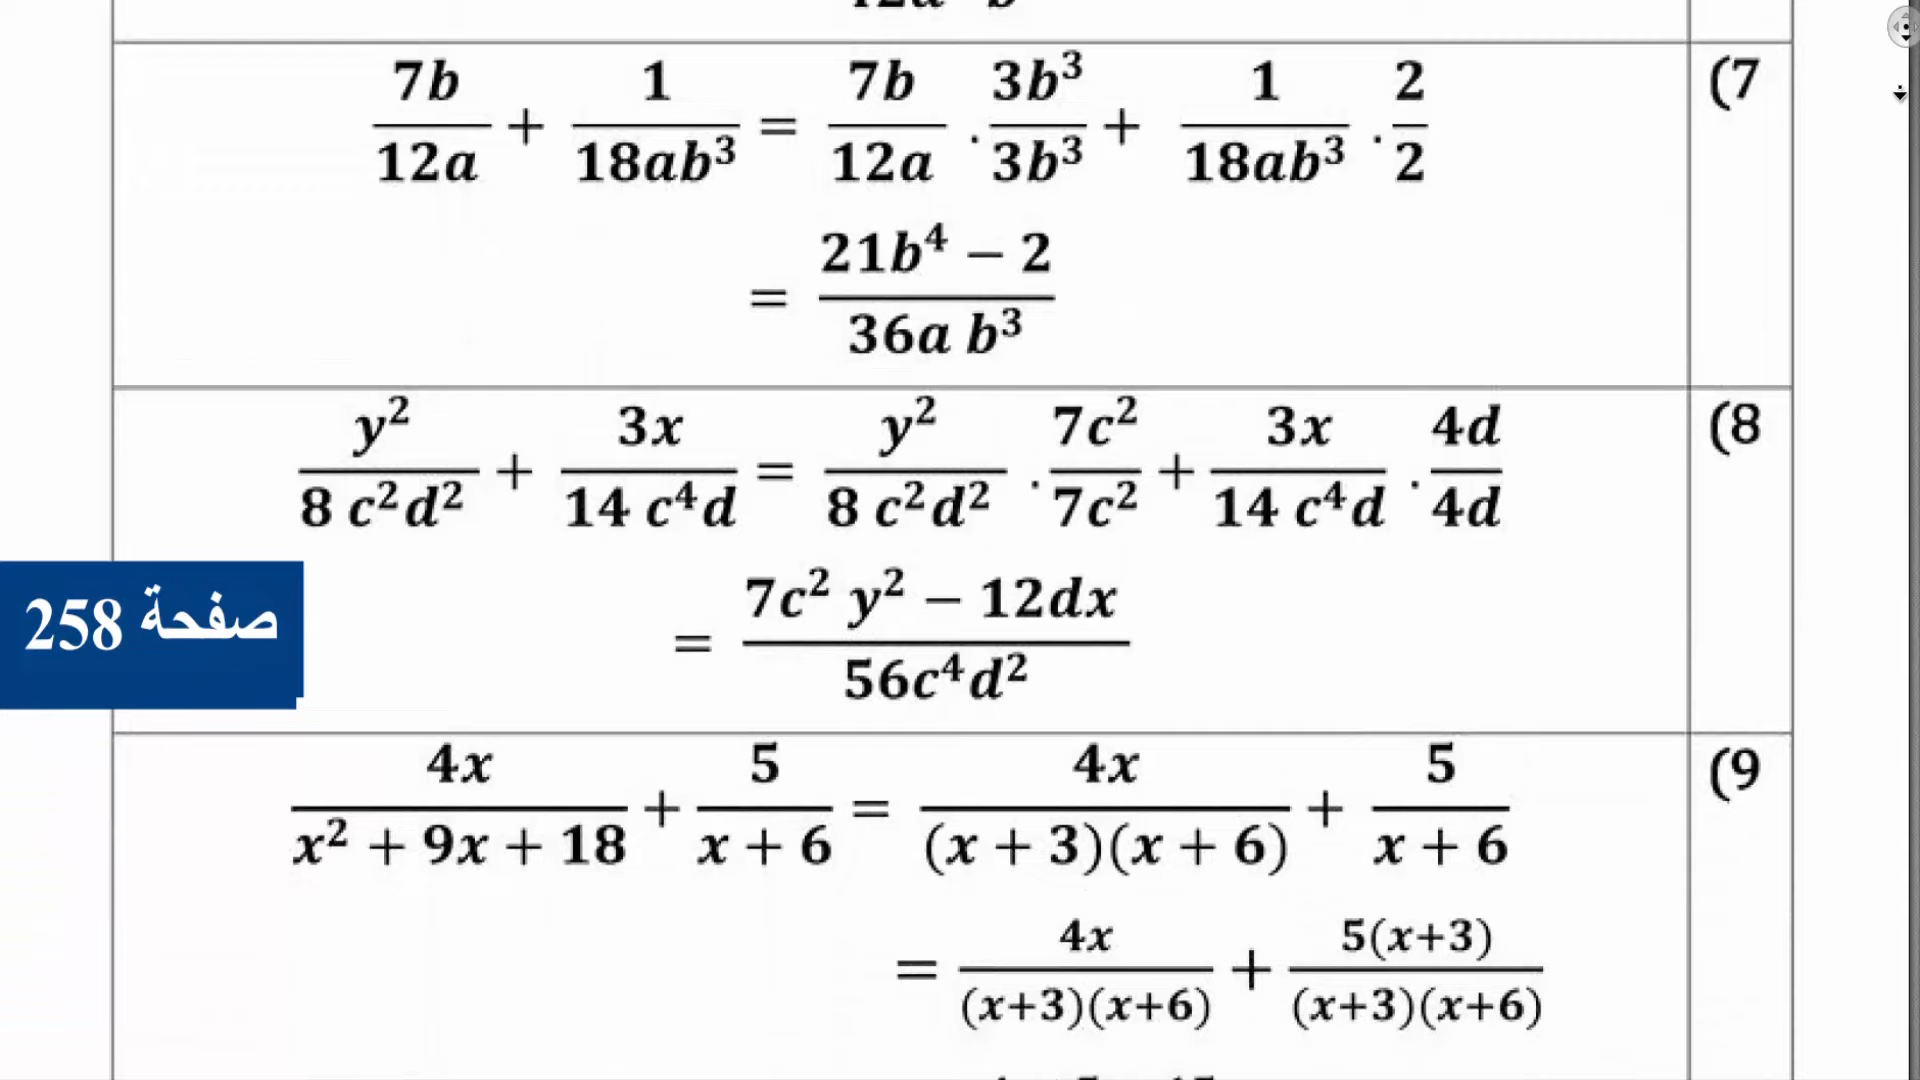 (7
7b/12a + 1/18ab³ = 7b/12a · 3b³/3b³ + 1/18ab³ · 2/2
= 21b⁴ − 2 / 36a b³
(8
y²/8 c²d² + 3x/14 c⁴d = y²/8 c²d² · 7c²/7c² + 3x/14 c⁴d · 4d/4d
= 7c² y² − 12dx / 56c⁴d²
صفحة 258
(9
4x/x² + 9x + 18 + 5/x + 6 = 4x/(x + 3)(x + 6) + 5/x + 6
= 4x/(x+3)(x+6) + 5(x+3)/(x+3)(x+6)